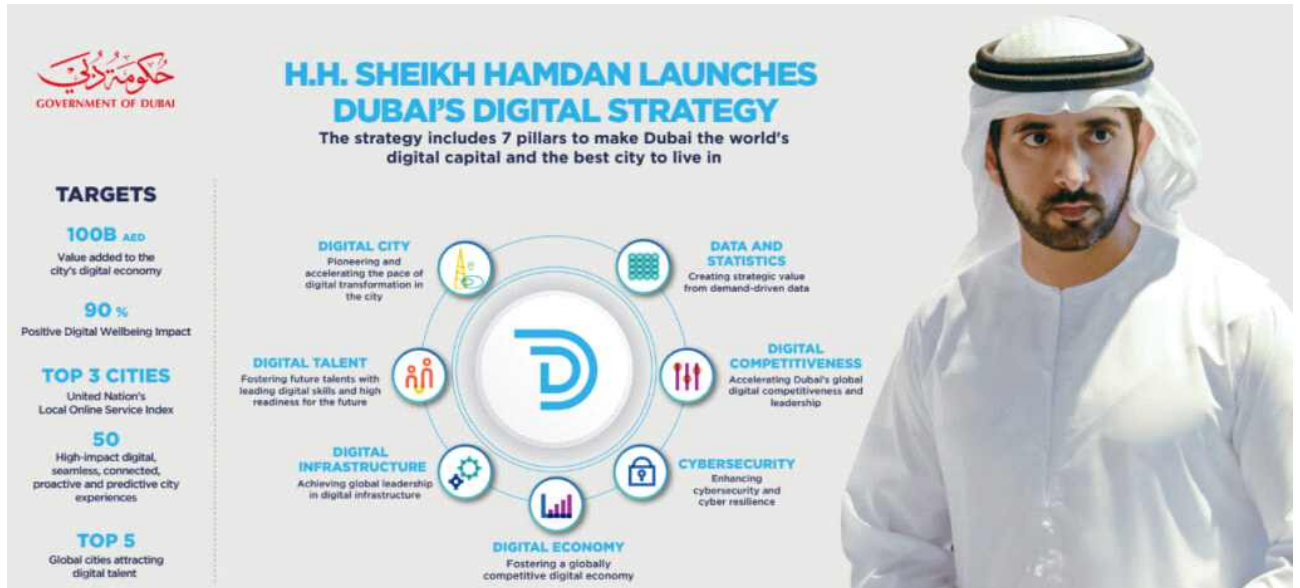 حكومة دبي
GOVERNMENT OF DUBAI
H.H. SHEIKH HAMDAN LAUNCHES
DUBAI'S DIGITAL STRATEGY
The strategy includes 7 pillars to make Dubai the world's
digital capital and the best city to live in
TARGETS
100B AED
Value added to the
city's digital economy
90 %
Positive Digital Wellbeing Impact
TOP 3 CITIES
United Nation's
Local Online Service Index
50
High-impact digital,
seamless, connected,
proactive and predictive city
experiences
TOP 5
Global cities attracting
digital talent
DIGITAL CITY
Pioneering and
accelerating the pace of
digital transformation in
the city
DATA AND
STATISTICS
Creating strategic value
from demand-driven data
DIGITAL TALENT
Fostering future talents with
leading digital skills and high
readiness for the future
DIGITAL
COMPETITIVENESS
Accelerating Dubai's global
digital competitiveness and
leadership
DIGITAL
INFRASTRUCTURE
Achieving global leadership
in digital infrastructure
CYBERSECURITY
Enhancing
cybersecurity and
cyber resilience
DIGITAL ECONOMY
Fostering a globally
competitive digital economy